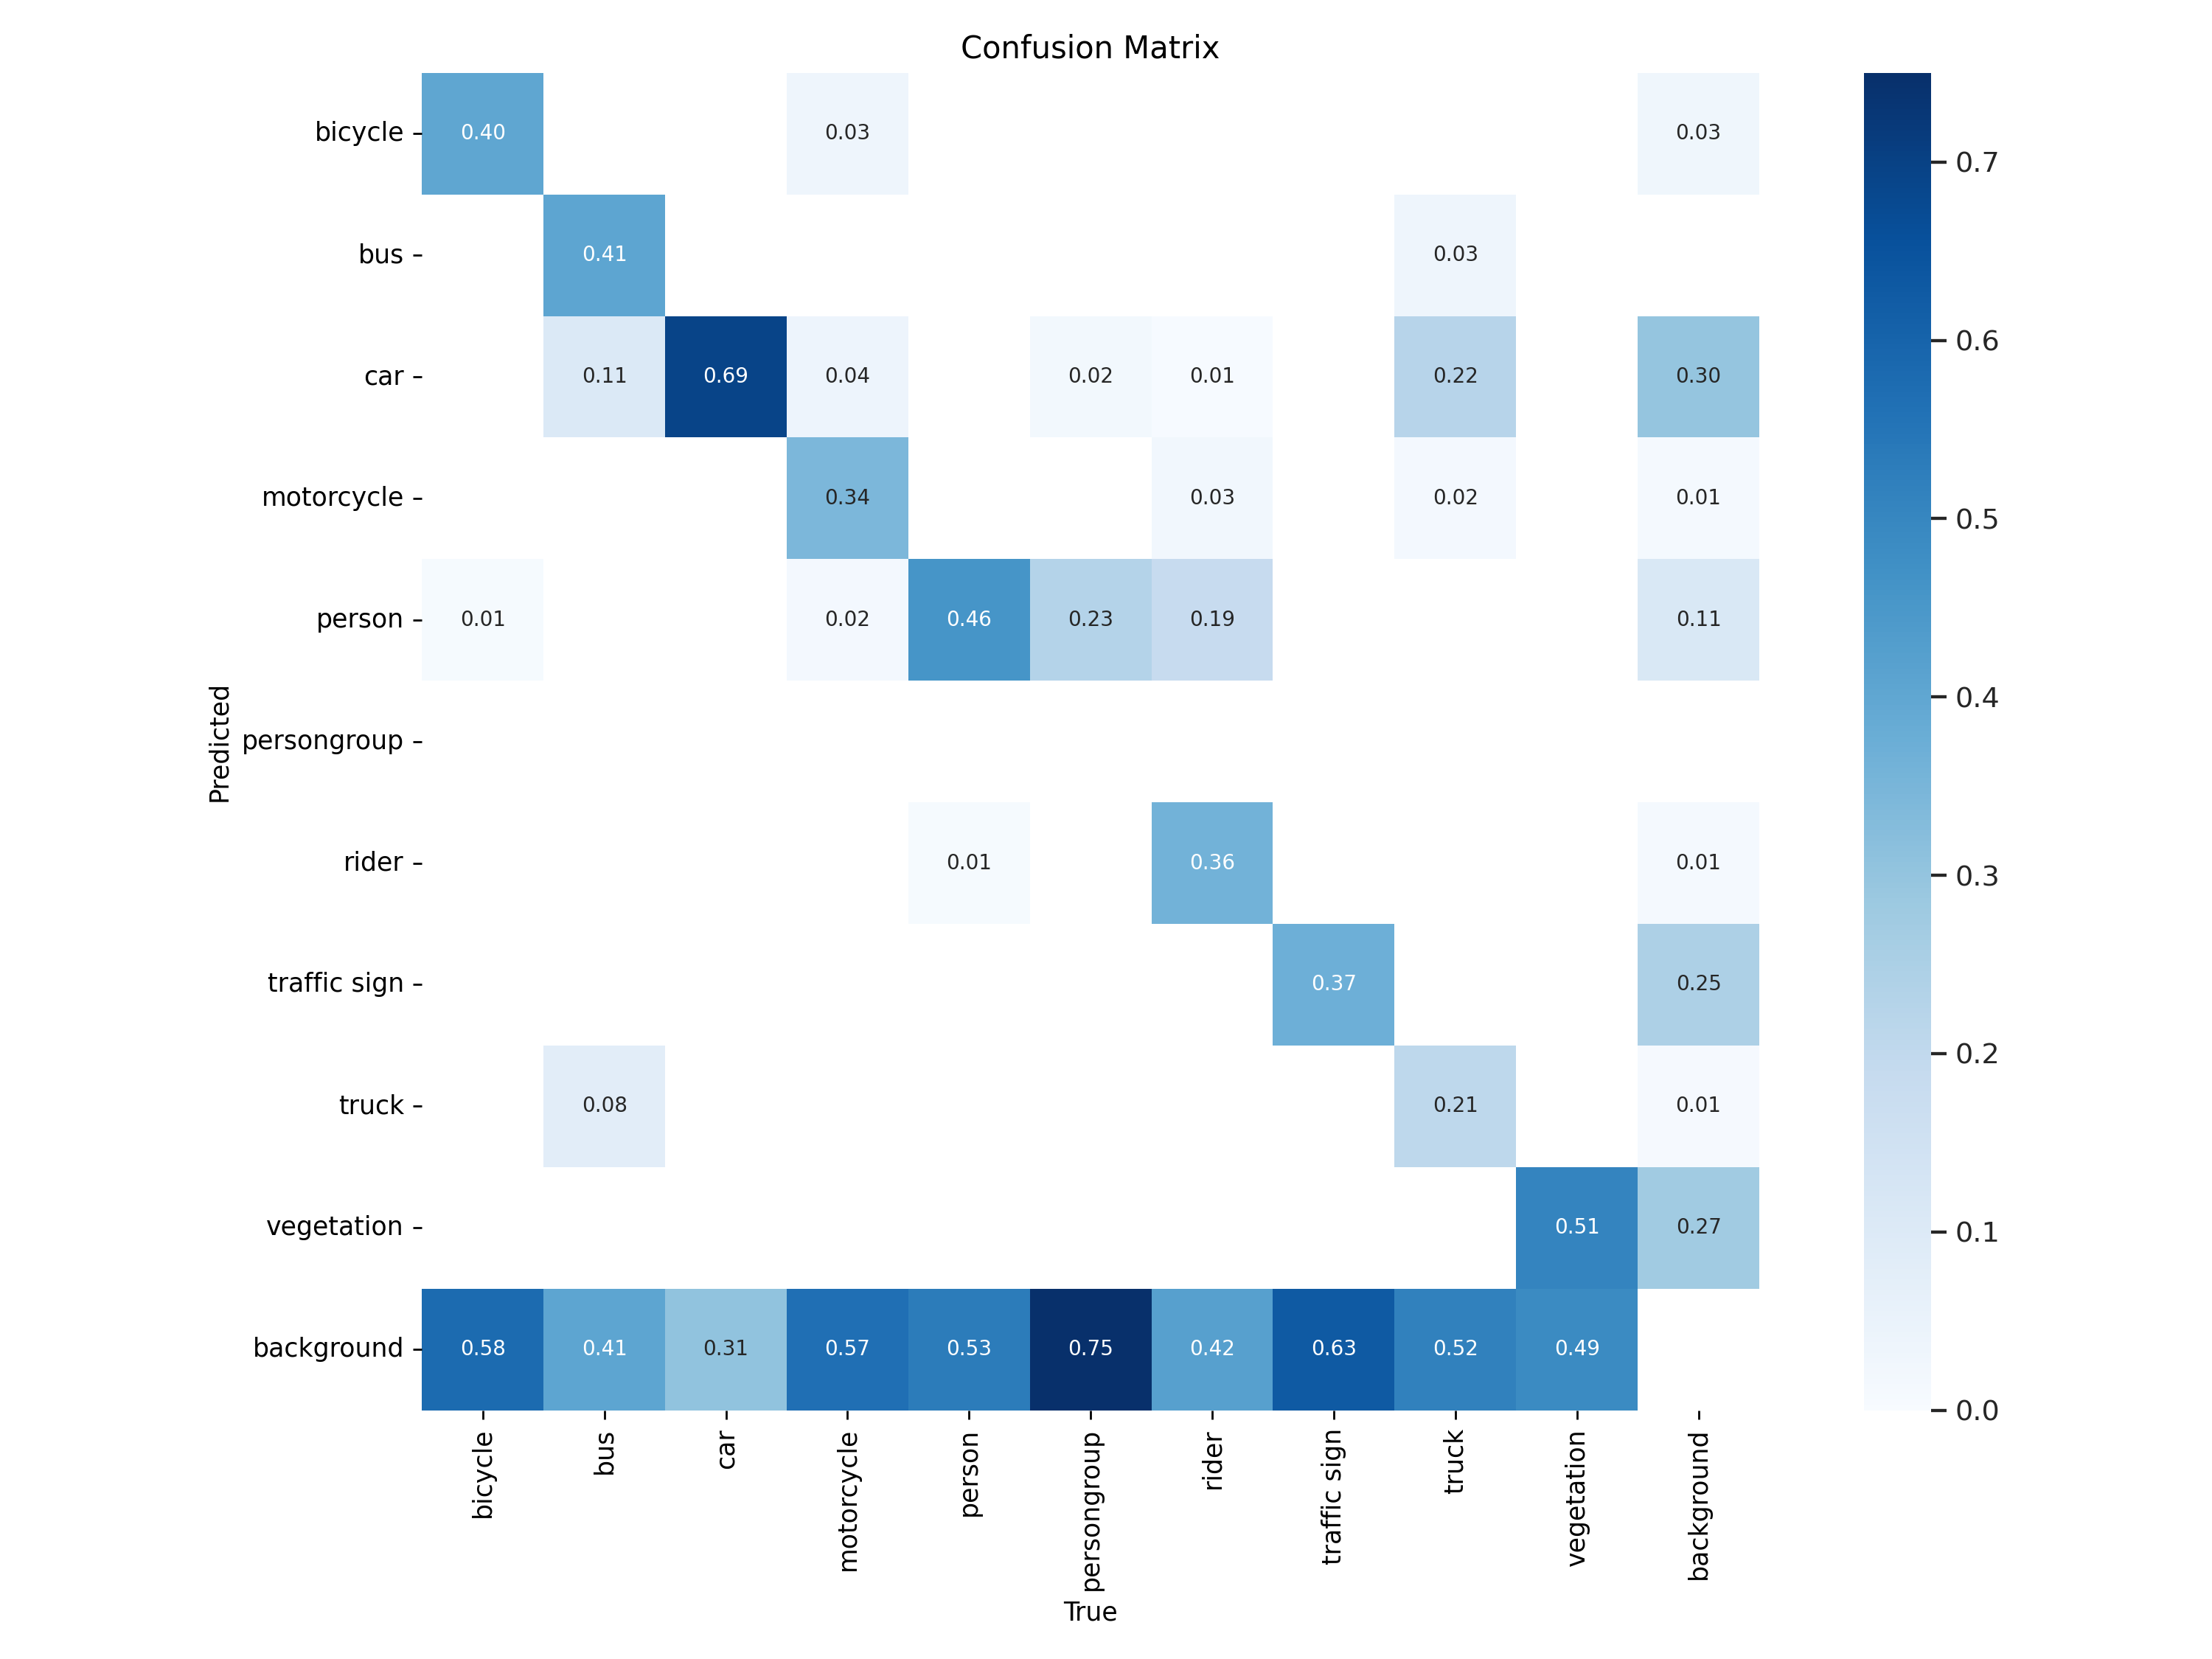 Confusion Matrix
bicycle 0.40 0.03 0.03
bus 0.41 0.03
car 0.11 0.69 0.04 0.02 0.01 0.22 0.30
motorcycle 0.34 0.03 0.02 0.01
person 0.01 0.02 0.46 0.23 0.19 0.11
persongroup
rider 0.01 0.36 0.01
traffic sign 0.37 0.25
truck 0.08 0.21 0.01
vegetation 0.51 0.27
background 0.58 0.41 0.31 0.57 0.53 0.75 0.42 0.63 0.52 0.49
Predicted
bicycle bus car motorcycle person persongroup rider traffic sign truck vegetation background
True
0.7
0.6
0.5
0.4
0.3
0.2
0.1
0.0